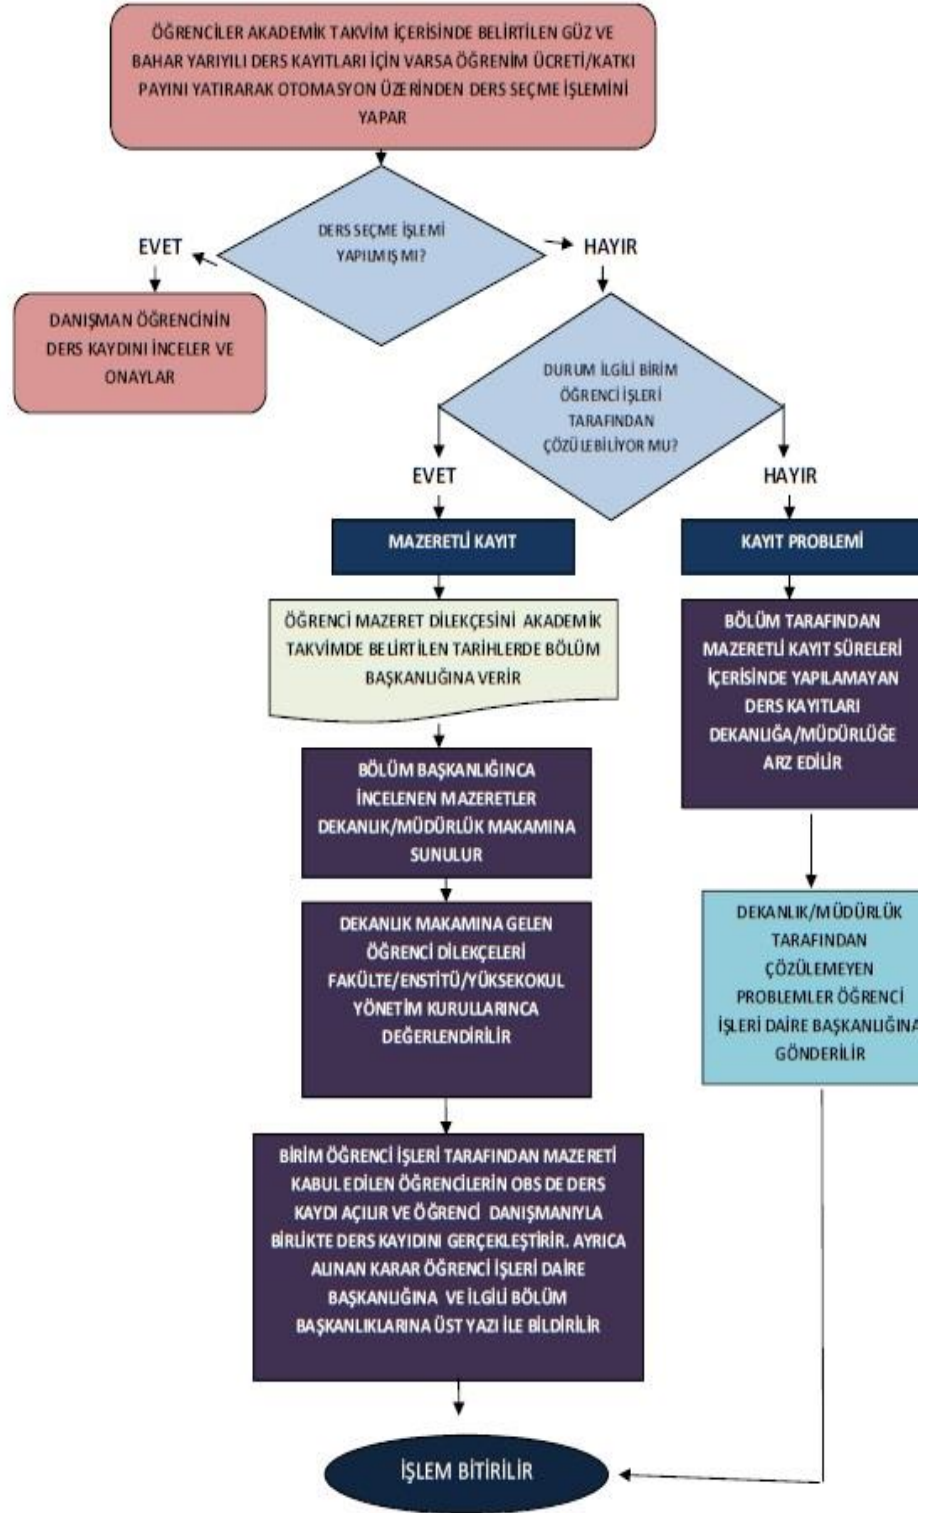 ÖĞRENCİLER AKADEMİK TAKVİM İÇERİSİNDE BELİRTİLEN GÜZ VE
BAHAR YARIYILI DERS KAYITLARI İÇİN VARSA ÖĞRENİM ÜCRETİ/KATKI
PAYINI YATIRARAK OTOMASYON ÜZERİNDEN DERS SEÇME İŞLEMİNİ
YAPAR
DERS SEÇME İŞLEMİ
YAPILMIŞ MI?
EVET
HAYIR
DANIŞMAN ÖĞRENCİNİN
DERS KAYDINI İNCELER VE
ONAYLAR
DURUM İLGİLİ BİRİM
ÖĞRENCİ İŞLERİ
TARAFINDAN
ÇÖZÜLEBİLİYOR MU?
EVET
HAYIR
MAZERETLİ KAYIT
ÖĞRENCİ MAZERET DİLEKÇESİNİ AKADEMİK
TAKVİMDE BELİRTİLEN TARİHLERDE BÖLÜM
BAŞKANLIĞINA VERİR
BÖLÜM BAŞKANLIĞINCA
İNCELENEN MAZERETLER
DEKANLIK/MÜDÜRLÜK MAKAMINA
SUNULUR
DEKANLIK MAKAMINA GELEN
ÖĞRENCİ DİLEKÇELERİ
FAKÜLTE/ENSTİTÜ/YÜKSEKOKUL
YÖNETİM KURULLARINCA
DEĞERLENDİRİLİR
BİRİM ÖĞRENCİ İŞLERİ TARAFINDAN MAZERETİ
KABUL EDİLEN ÖĞRENCİLERİN OBS DE DERS
KAYDI AÇILIR VE ÖĞRENCİ DANIŞMANIYLA
BİRLİKTE DERS KAYIDINI GERÇEKLEŞTİRİR. AYRICA
ALINAN KARAR ÖĞRENCİ İŞLERİ DAİRE
BAŞKANLIĞINA VE İLGİLİ BÖLÜM
BAŞKANLIKLARINA ÜST YAZI İLE BİLDİRİLİR
KAYIT PROBLEMİ
BÖLÜM TARAFINDAN
MAZERETLİ KAYIT SÜRELERİ
İÇERİSİNDE YAPILAMAYAN
DERS KAYITLARI
DEKANLIĞA/MÜDÜRLÜĞE
ARZ EDİLİR
DEKANLIK/MÜDÜRLÜK
TARAFINDAN
ÇÖZÜLEMEYEN
PROBLEMLER ÖĞRENCİ
İŞLERİ DAİRE BAŞKANLIĞINA
GÖNDERİLİR
İŞLEM BİTİRİLİR